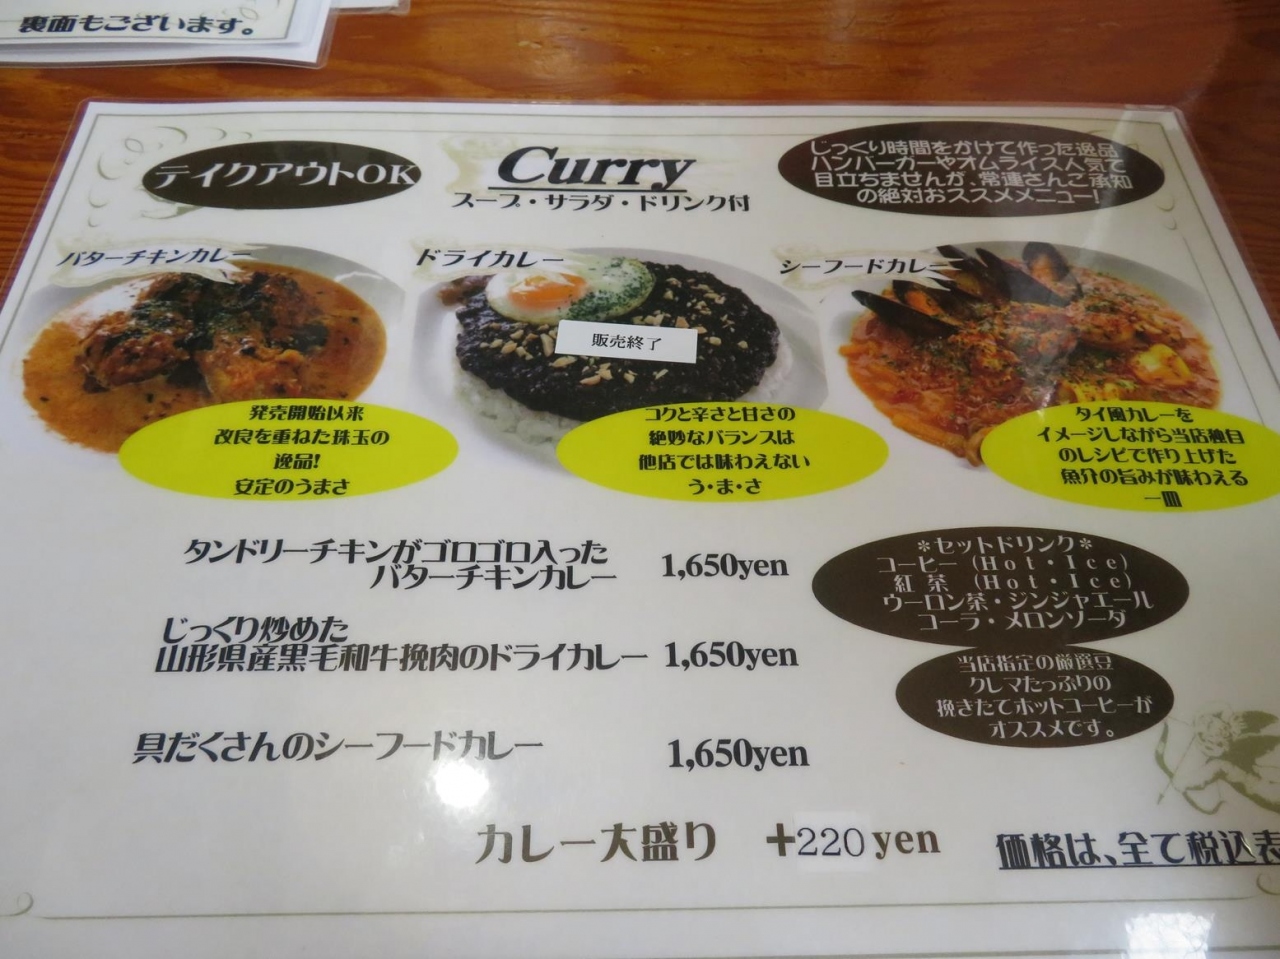 裏面もございます。
テイクアウトOK
Curry
スープ・サラダ・ドリンク付
じっくり時間をかけて作った逸品
ハンバーガーやオムライス人気で
目立ちませんが、常連さんご承知
の絶対おススメメニュー!
バターチキンカレー
ドライカレー
シーフードカレー
販売終了
発売開始以来
改良を重ねた珠玉の
逸品!
安定のうまさ
コクと辛さと甘さの
絶妙なバランスは
他店では味わえない
う・ま・さ
タイ風カレーを
イメージしながら当店独自
のレシピで作り上げた
魚介の旨みが味わえる
一皿
タンドリーチキンがゴロゴロ入った
バターチキンカレー 1,650yen
じっくり炒めた
山形県産黒毛和牛挽肉のドライカレー 1,650yen
具だくさんのシーフードカレー 1,650yen
カレー大盛り +220yen
*セットドリンク*
コーヒー (Hot・Ice)
紅茶 (Hot・Ice)
ウーロン茶・ジンジャエール
コーラ・メロンソーダ
当店指定の厳選豆
クレマたっぷりの
挽きたてホットコーヒーが
オススメです。
価格は、全て税込表